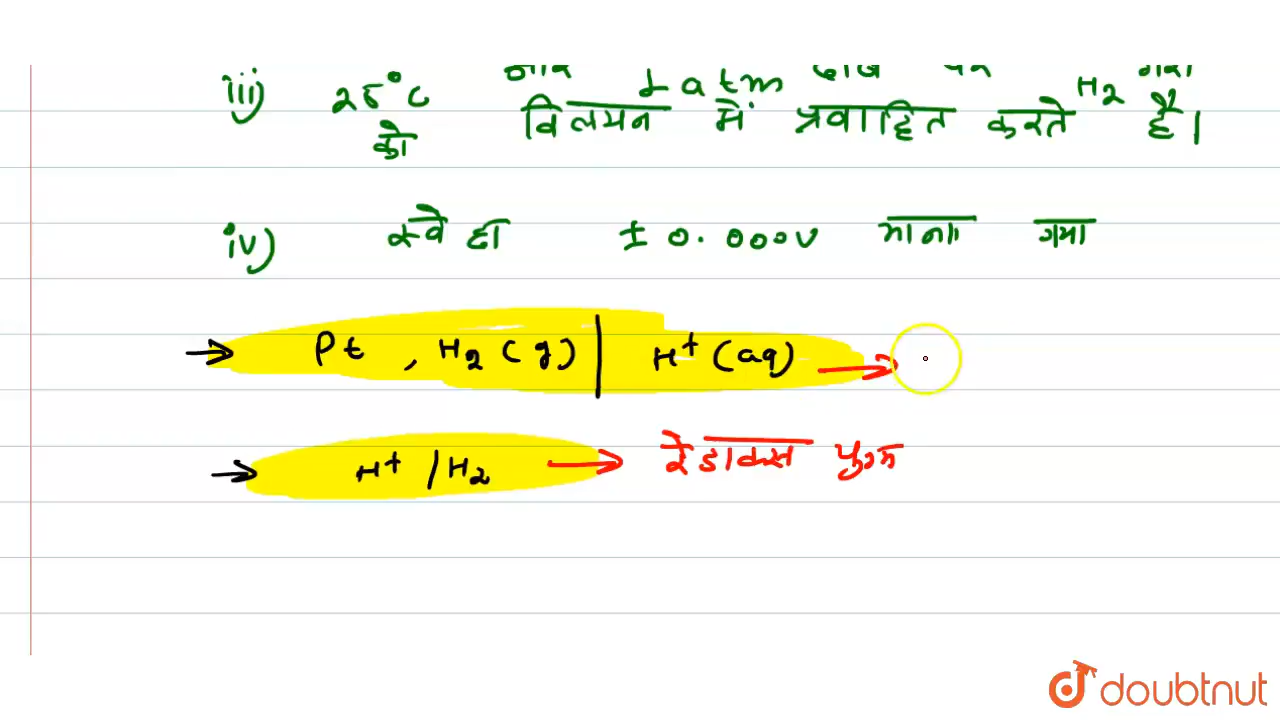 iii) 25°C और 1 atm दाब पर H2 गैस
को विलयन में प्रवाहित करते है।
iv) स्वेच्छा ± 0.000V माना गया
→ Pt , H2 (g) | H+ (aq) →
→ H+ / H2 → रेडाक्स युग्म
doubtnut